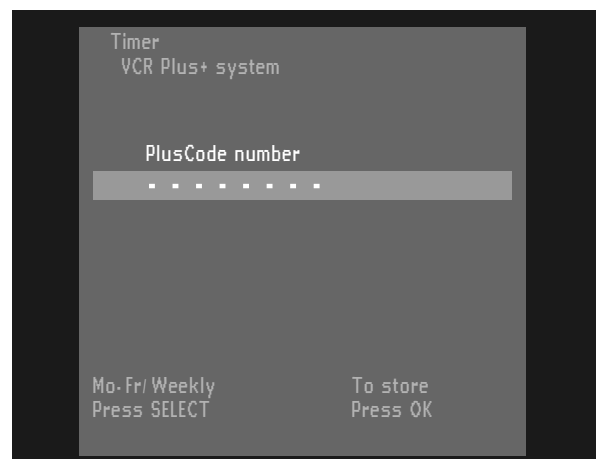 Timer
VCR Plus+ system
PlusCode number
- - - - - - - -
Mo-Fr/Weekly To store
Press SELECT Press OK